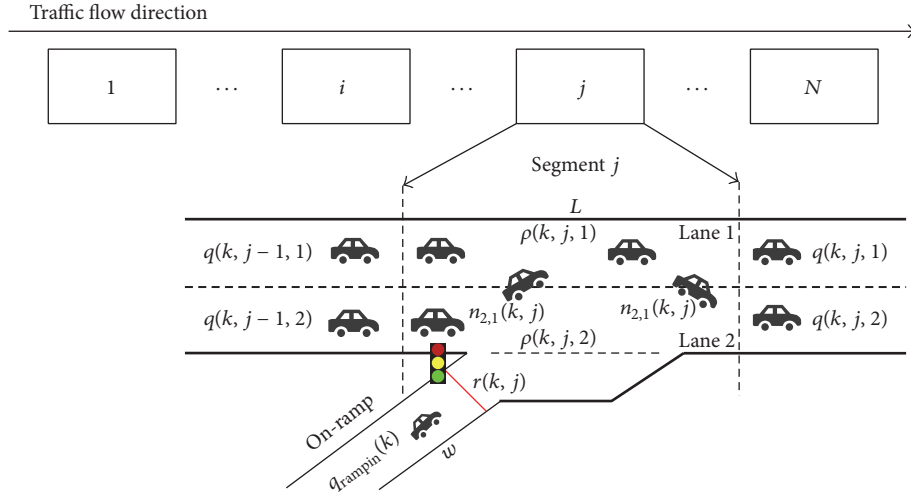 Traffic flow direction
1 ... i ... j ... N
Segment j
L
q(k, j − 1, 1) ρ(k, j, 1) Lane 1 q(k, j, 1)
q(k, j − 1, 2) n2,1(k, j) n2,1(k, j) q(k, j, 2)
ρ(k, j, 2) Lane 2
r(k, j)
On-ramp
qrampin(k)
w